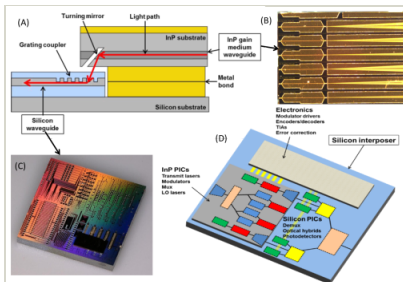 (A)
Turning mirror
Light path
Grating coupler
InP substrate
InP gain
medium
waveguide
Metal
bond
Silicon substrate
Silicon
waveguide
(B)
(C)
(D)
Electronics
Modulator drivers
Encoders/decoders
TIAs
Error correction
Silicon interposer
InP PICs
Transmit lasers
Modulators
Mux
LO lasers
Silicon PICs
Demux
Optical hybrids
Photodetectors